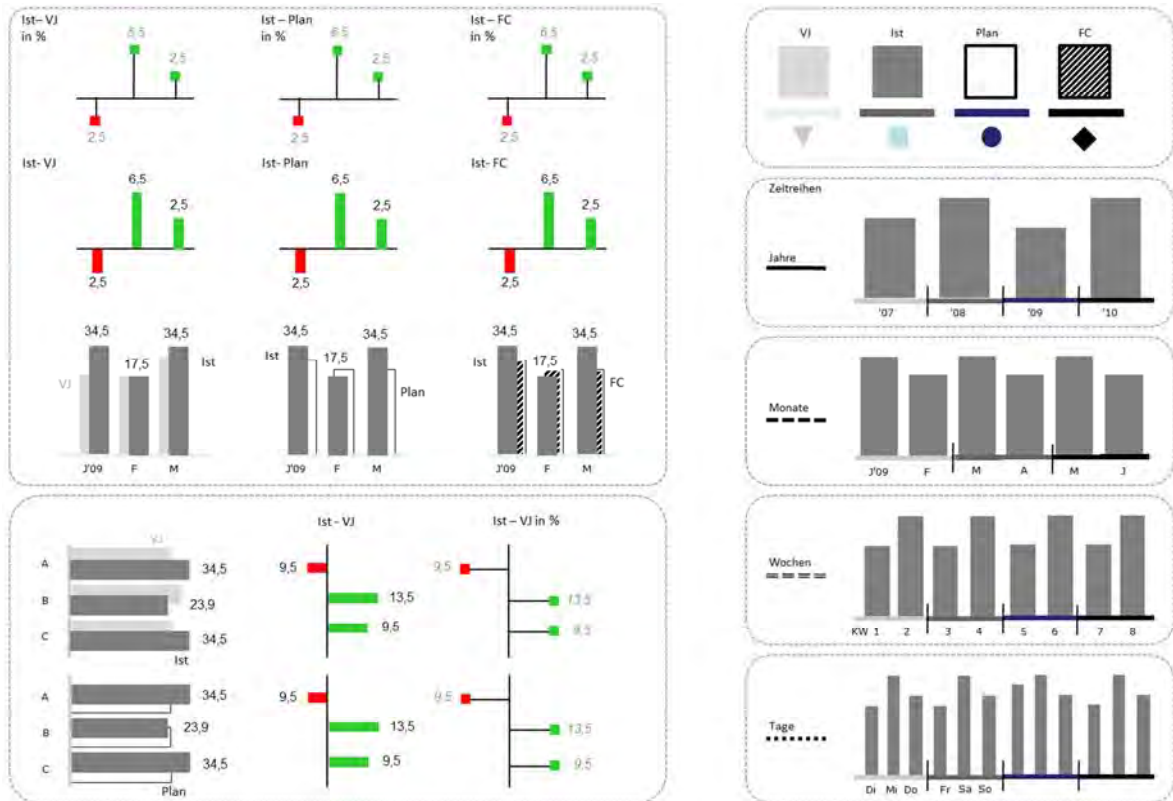 Ist– VJ
in %
8,5
2,5
2,5
Ist – Plan
in %
6,5
2,5
2,5
Ist – FC
in %
6,5
2,5
2,5
Ist- VJ
6,5
2,5
2,5
Ist- Plan
6,5
2,5
2,5
Ist- FC
6,5
2,5
2,5
34,5
34,5
17,5
Ist
VJ
J'09 F M
34,5
34,5
17,5
Ist
Plan
J'09 F M
34,5
34,5
17,5
Ist
FC
J'09 F M
VJ
A 34,5
B 23,9
C 34,5
Ist
Ist - VJ
9,5
13,5
9,5
Ist – VJ in %
9,5
13,5
9,5
A 34,5
B 23,9
C 34,5
Plan
9,5
13,5
9,5
9,5
13,5
9,5
VJ Ist Plan FC
Zeitreihen
Jahre
'07 '08 '09 '10
Monate
J'09 F M A M J
Wochen
KW 1 2 3 4 5 6 7 8
Tage
Di Mi Do Fr Sa So